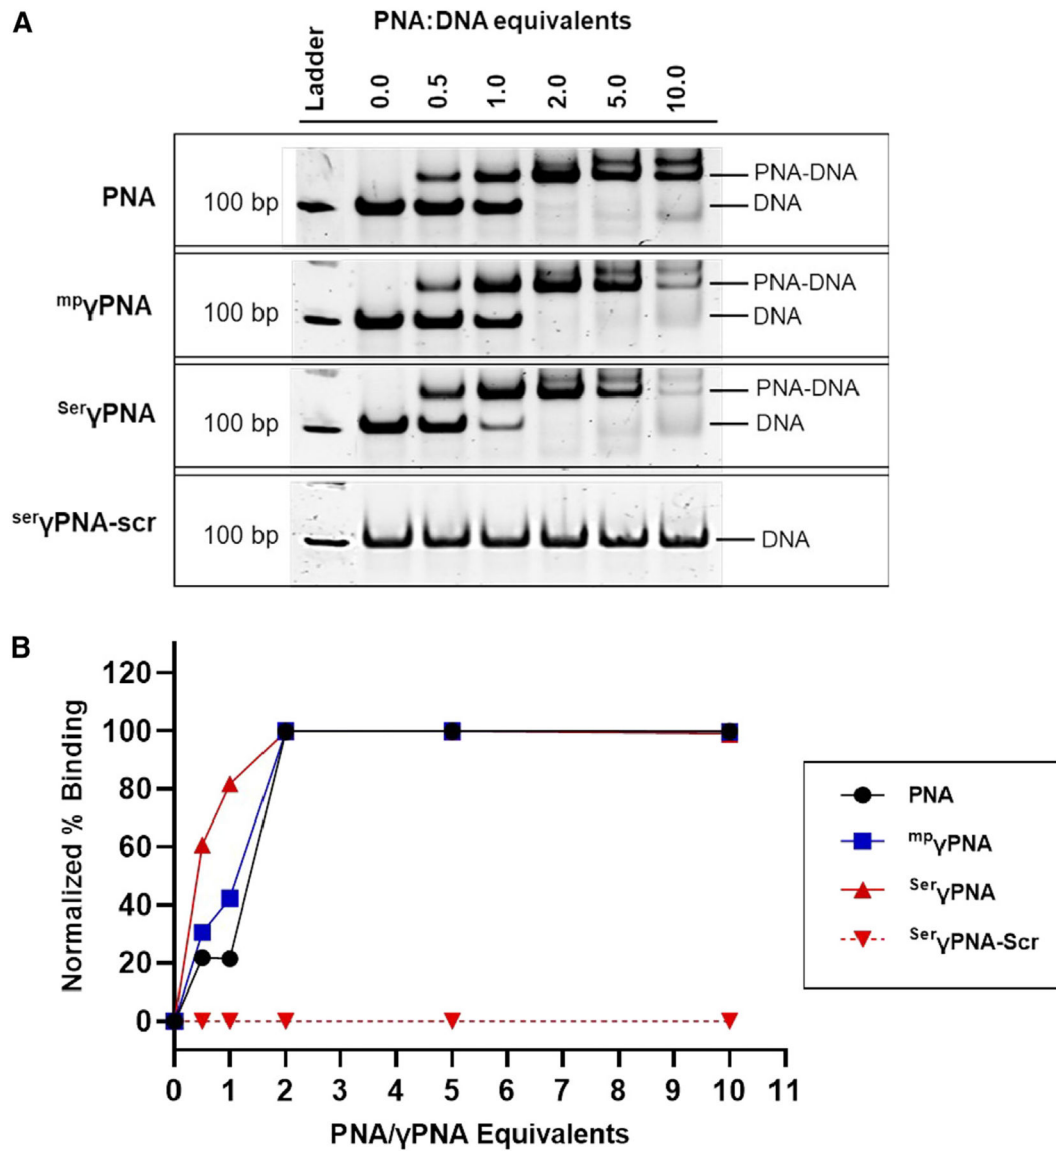 A
PNA:DNA equivalents
Ladder 0.0 0.5 1.0 2.0 5.0 10.0
PNA 100 bp PNA-DNA
DNA
mpγPNA 100 bp PNA-DNA
DNA
SerγPNA 100 bp PNA-DNA
DNA
serγPNA-scr 100 bp DNA
B
Normalized % Binding
120
100
80
60
40
20
0
0 1 2 3 4 5 6 7 8 9 10 11
PNA/γPNA Equivalents
PNA
mpγPNA
SerγPNA
SerγPNA-Scr